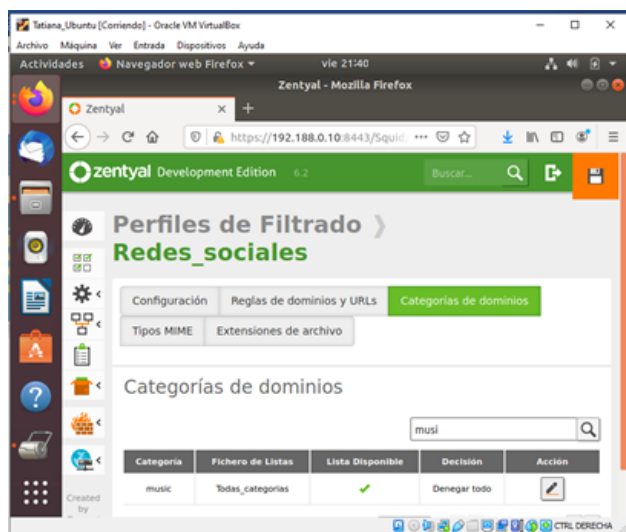 Tatiana_Ubuntu [Corriendo] - Oracle VM VirtualBox
Archivo Máquina Ver Entrada Dispositivos Ayuda
Actividades Navegador web Firefox vie 21:40
Zentyal - Mozilla Firefox
Zentyal
https://192.188.0.10:8443/Squid
zentyal Development Edition 6.2 Buscar...
Perfiles de Filtrado
Redes_sociales
Configuración Reglas de dominios y URLs Categorías de dominios
Tipos MIME Extensiones de archivo
Categorías de dominios
musi
Categoría Fichero de Listas Lista Disponible Decisión Acción
music Todas_categorias Denegar todo
Created
by
CTRL DERECHA